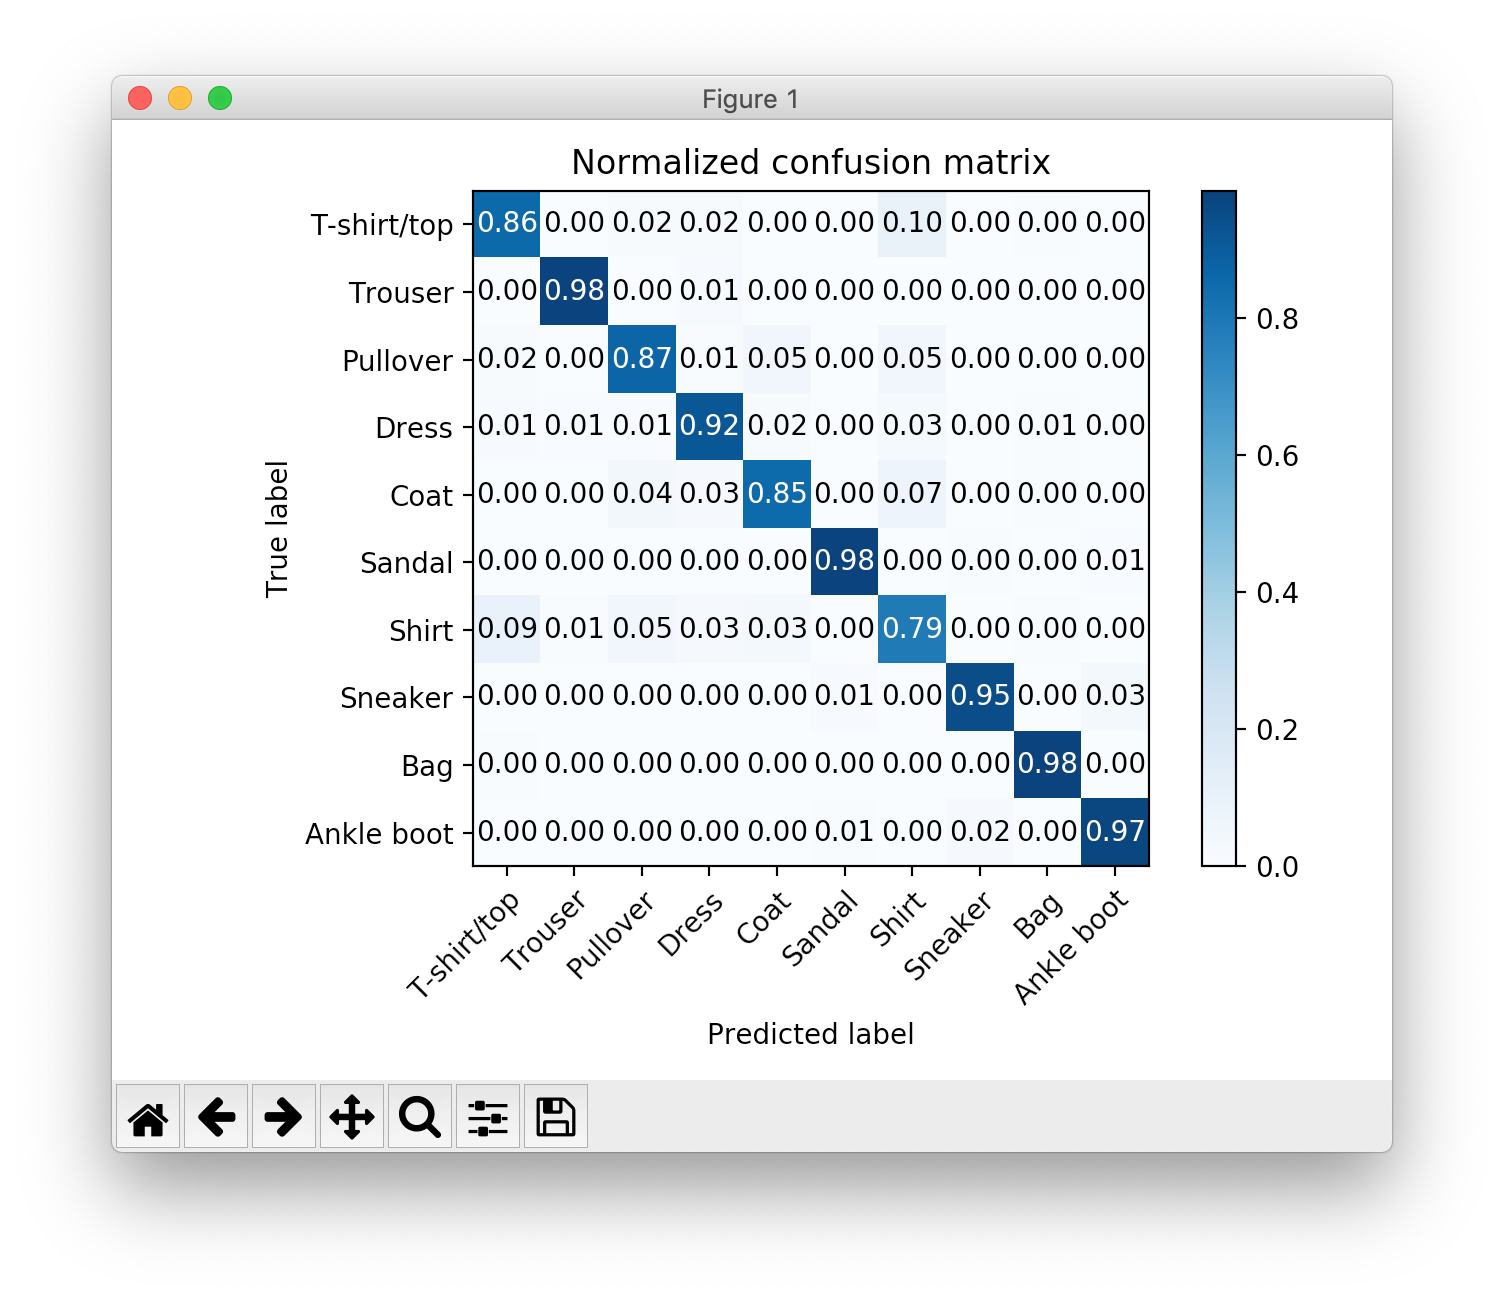 Figure 1
Normalized confusion matrix
T-shirt/top 0.86 0.00 0.02 0.02 0.00 0.00 0.10 0.00 0.00 0.00
Trouser 0.00 0.98 0.00 0.01 0.00 0.00 0.00 0.00 0.00 0.00
Pullover 0.02 0.00 0.87 0.01 0.05 0.00 0.05 0.00 0.00 0.00
Dress 0.01 0.01 0.01 0.92 0.02 0.00 0.03 0.00 0.01 0.00
Coat 0.00 0.00 0.04 0.03 0.85 0.00 0.07 0.00 0.00 0.00
Sandal 0.00 0.00 0.00 0.00 0.00 0.98 0.00 0.00 0.00 0.01
Shirt 0.09 0.01 0.05 0.03 0.03 0.00 0.79 0.00 0.00 0.00
Sneaker 0.00 0.00 0.00 0.00 0.00 0.01 0.00 0.95 0.00 0.03
Bag 0.00 0.00 0.00 0.00 0.00 0.00 0.00 0.00 0.98 0.00
Ankle boot 0.00 0.00 0.00 0.00 0.00 0.01 0.00 0.02 0.00 0.97
True label
T-shirt/top
Trouser
Pullover
Dress
Coat
Sandal
Shirt
Sneaker
Bag
Ankle boot
Predicted label
0.8
0.6
0.4
0.2
0.0